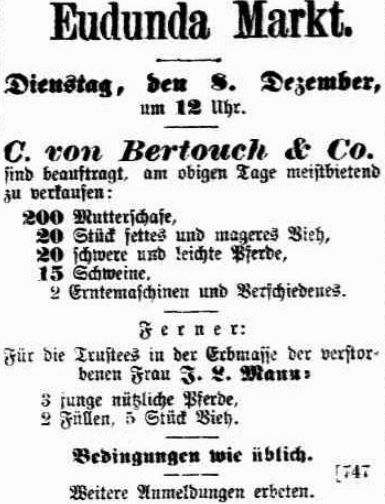 Eudunda Markt.
Dienstag, den 8. Dezember,
um 12 Uhr.
C. von Bertouch & Co.
sind beauftragt, am obigen Tage meistbietend
zu verkaufen:
200 Mutterschafe,
20 Stück fettes und mageres Vieh,
20 schwere und leichte Pferde,
15 Schweine,
2 Erntemaschinen und Verschiedenes.
Ferner:
Für die Trustees in der Erbmasse der verstor-
benen Frau J. L. Mann:
3 junge nützliche Pferde,
2 Füllen, 5 Stück Vieh.
Bedingungen wie üblich.
[747
Weitere Anmeldungen erbeten.